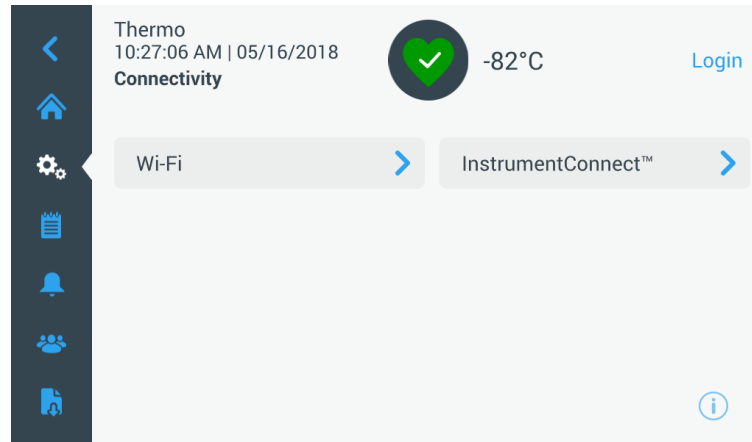 Thermo
10:27:06 AM | 05/16/2018
Connectivity
-82°C
Login
Wi-Fi
InstrumentConnect™